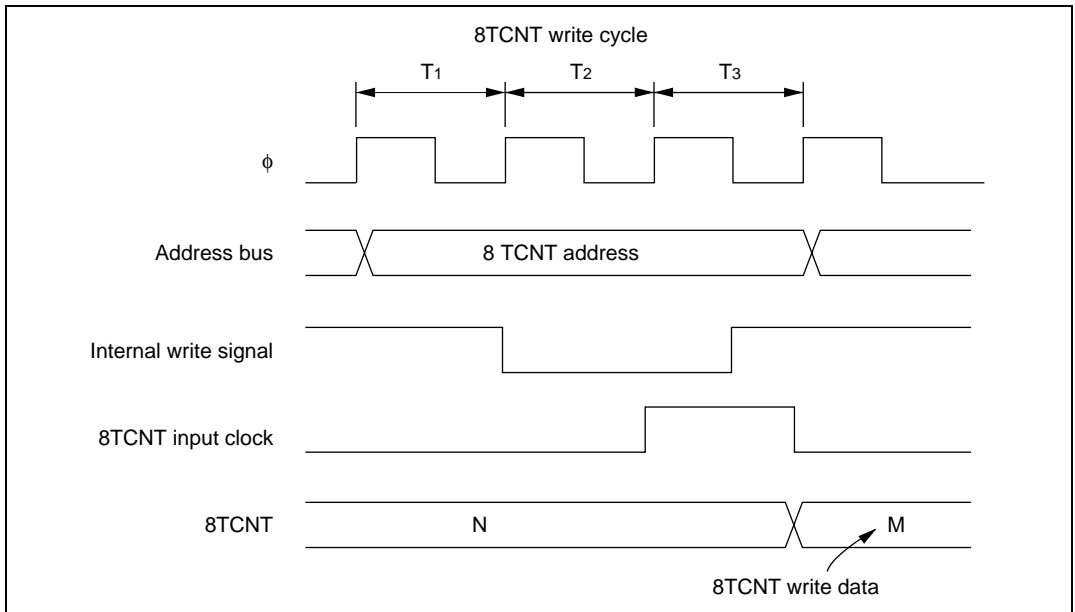 8TCNT write cycle
T1 T2 T3
φ
Address bus
8 TCNT address
Internal write signal
8TCNT input clock
8TCNT
N
M
8TCNT write data